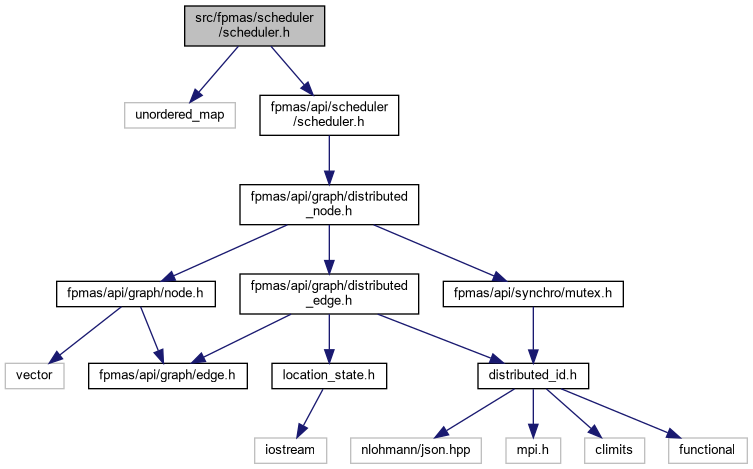 src/fpmas/scheduler
/scheduler.h
unordered_map
fpmas/api/scheduler
/scheduler.h
fpmas/api/graph/distributed
_node.h
fpmas/api/graph/node.h
fpmas/api/graph/distributed
_edge.h
fpmas/api/synchro/mutex.h
vector
fpmas/api/graph/edge.h
location_state.h
distributed_id.h
iostream
nlohmann/json.hpp
mpi.h
climits
functional